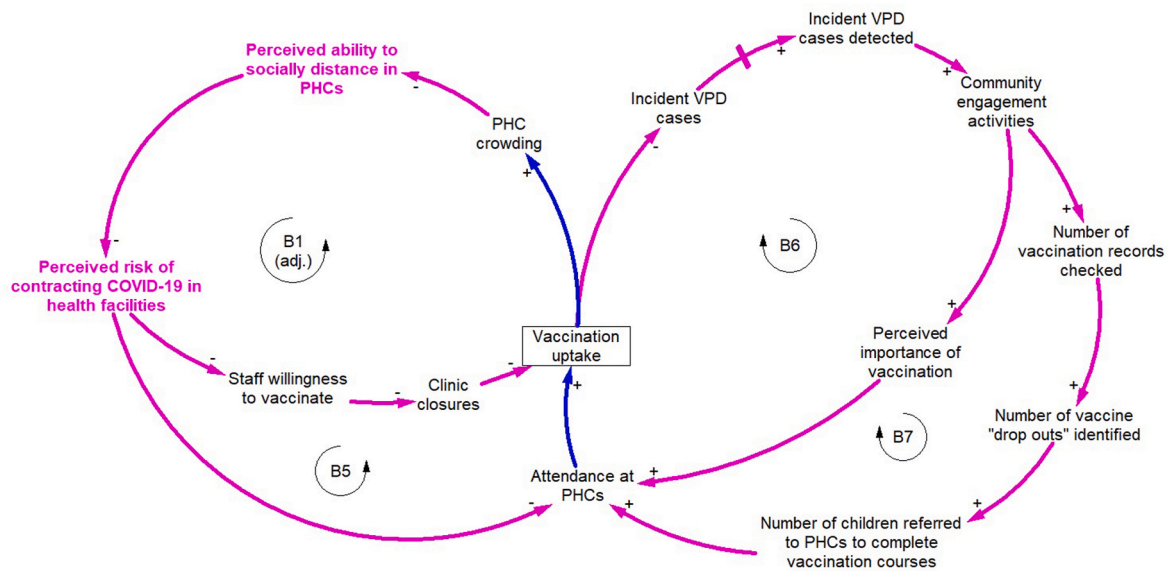 Perceived ability to
socially distance in
PHCs
-
PHC
crowding
+
Incident VPD
cases
-
Incident VPD
cases detected
+
Community
engagement
activities
+
B1
(adj.)
B6
-
Perceived risk of
contracting COVID-19 in
health facilities
+
Number of
vaccination records
checked
+
Perceived
importance of
vaccination
Vaccination
uptake
-
+
-
Staff willingness
to vaccinate
-
Clinic
closures
+
Number of vaccine
"drop outs" identified
B7
B5
Attendance at
PHCs
-
+
+
+
Number of children referred
to PHCs to complete
vaccination courses